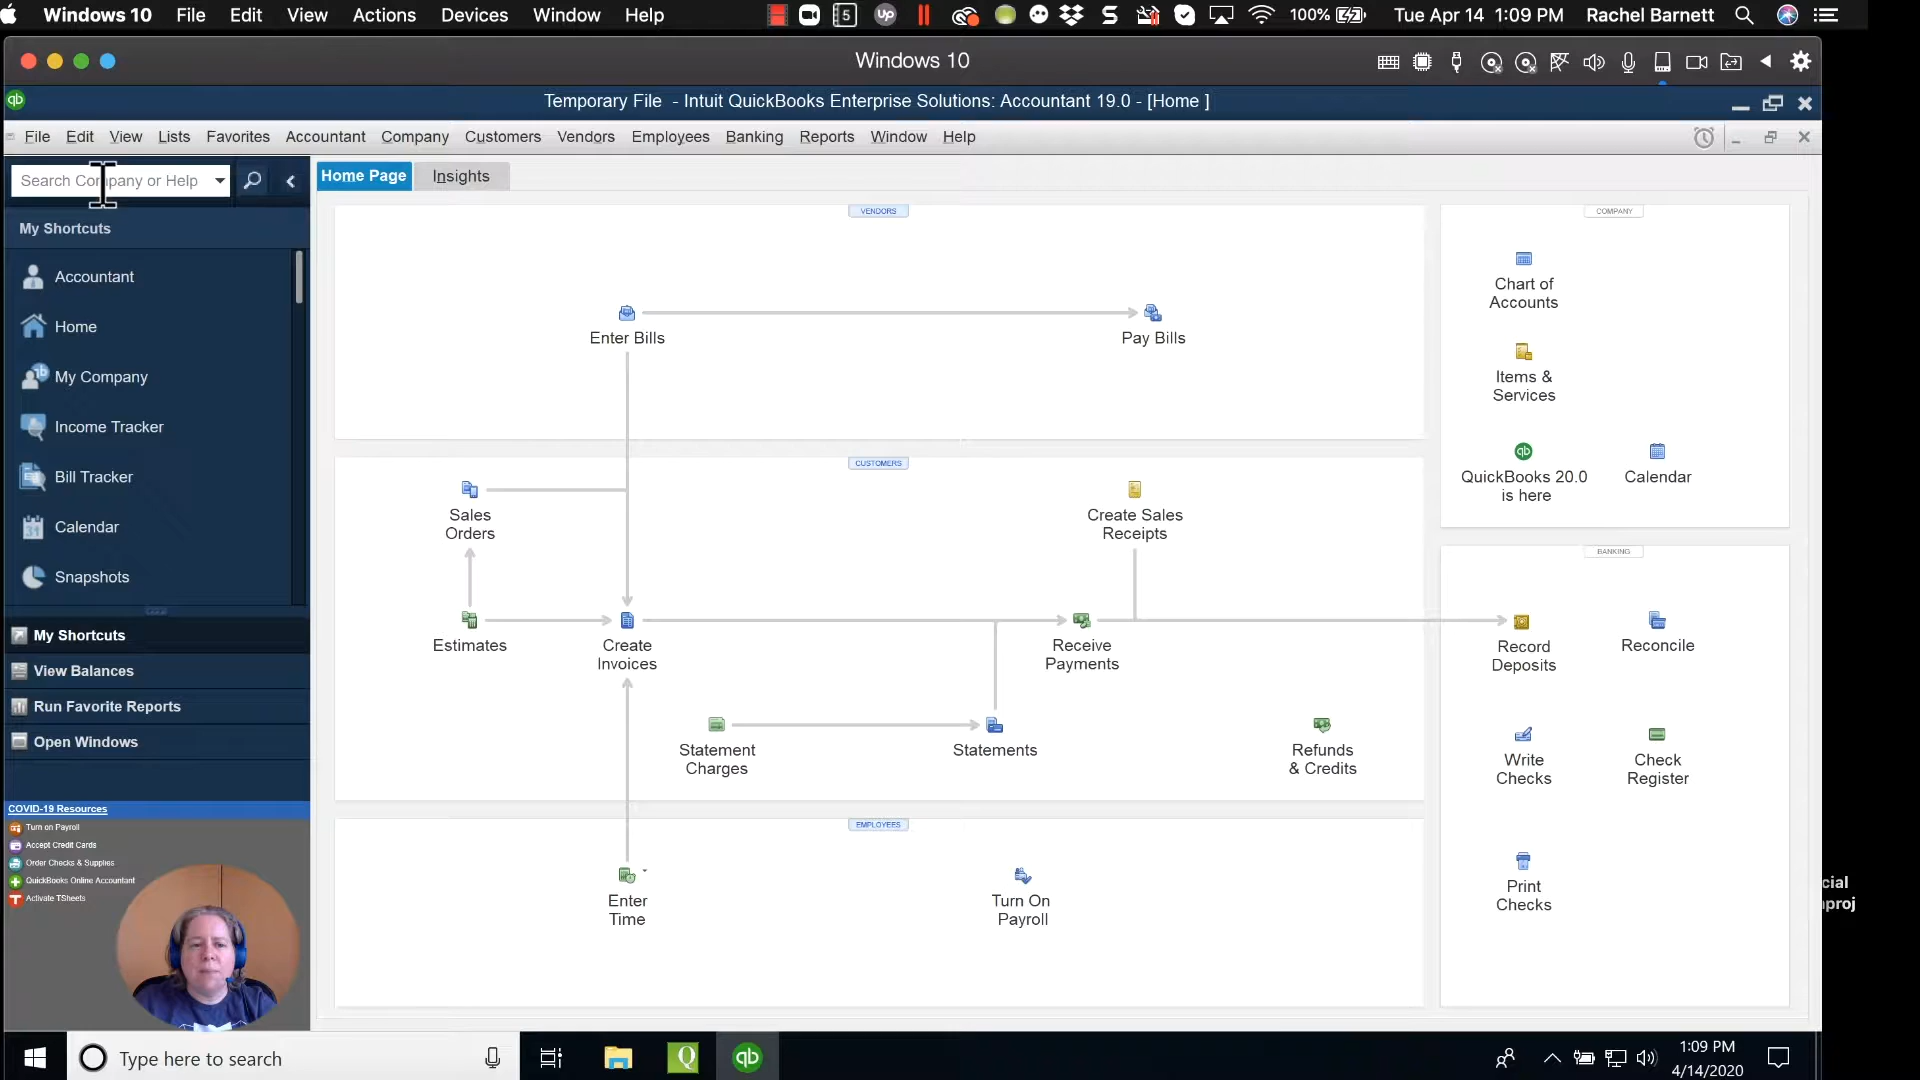 Windows 10 File Edit View Actions Devices Window Help
5 Up S 100% Tue Apr 14 1:09 PM Rachel Barnett
Windows 10
qb
Temporary File - Intuit QuickBooks Enterprise Solutions: Accountant 19.0 - [Home ]
File Edit View Lists Favorites Accountant Company Customers Vendors Employees Banking Reports Window Help
Search Company or Help
Home Page
Insights
My Shortcuts
Accountant
Home
My Company
Income Tracker
Bill Tracker
Calendar
Snapshots
My Shortcuts
View Balances
Run Favorite Reports
Open Windows
COVID-19 Resources
Turn on Payroll
Accept Credit Cards
Order Checks & Supplies
QuickBooks Online Accountant
Activate TSheets
VENDORS
Enter Bills
Pay Bills
CUSTOMERS
Sales
Orders
Create Sales
Receipts
Estimates
Create
Invoices
Receive
Payments
Statement
Charges
Statements
Refunds
& Credits
EMPLOYEES
Enter
Time
Turn On
Payroll
COMPANY
Chart of
Accounts
Items &
Services
QuickBooks 20.0
is here
Calendar
BANKING
Record
Deposits
Reconcile
Write
Checks
Check
Register
Print
Checks
cial
proj
Type here to search
Q
qb
1:09 PM
4/14/2020